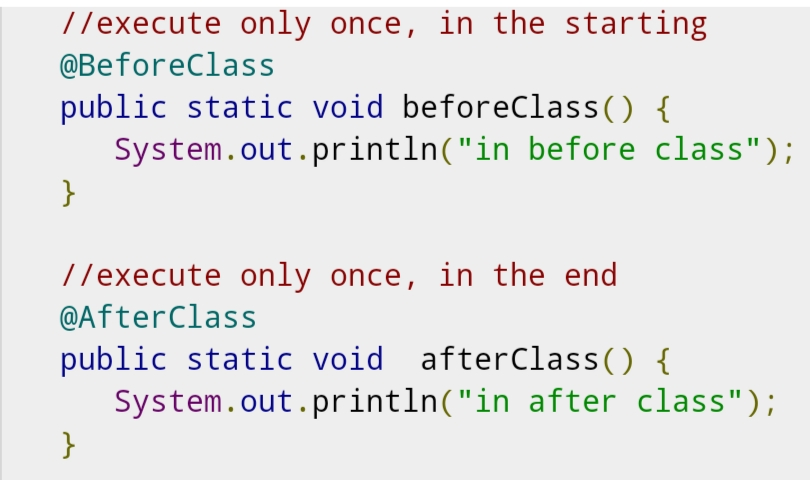 //execute only once, in the starting
@BeforeClass
public static void beforeClass() {
System.out.println("in before class");
}
//execute only once, in the end
@AfterClass
public static void  afterClass() {
System.out.println("in after class");
}